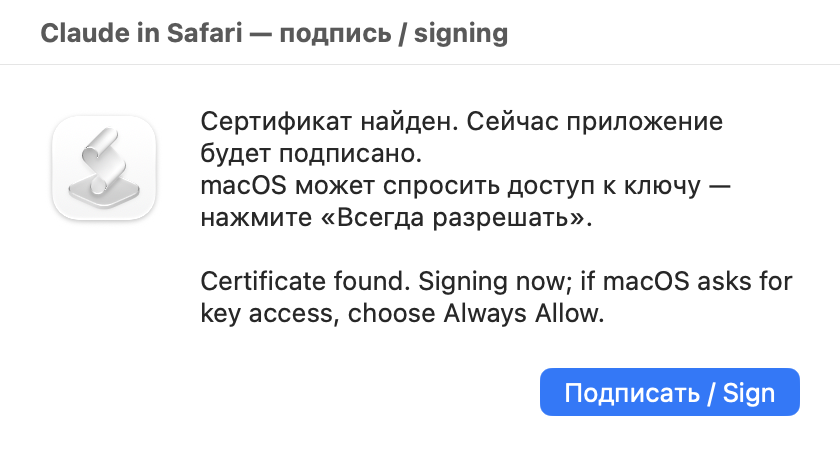 Claude in Safari — подпись / signing
Сертификат найден. Сейчас приложение
будет подписано.
macOS может спросить доступ к ключу —
нажмите «Всегда разрешать».
Certificate found. Signing now; if macOS asks for
key access, choose Always Allow.
Подписать / Sign